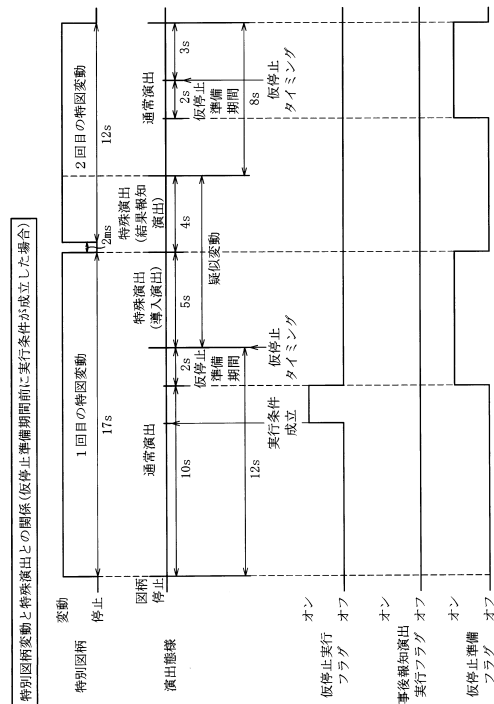 特別図柄変動と特殊演出との関係(仮停止準備期間前に実行条件が成立した場合)
特別図柄
変動
停止
1回目の特図変動
17s
2ms
2回目の特図変動
12s
演出態様
図柄
停止
通常演出
10s
2s
仮停止
準備
期間
特殊演出
(導入演出)
5s
特殊演出
(結果報知
演出)
4s
通常演出
2s
仮停止
準備
期間
3s
12s
疑似変動
8s
実行条件
成立
仮停止
タイミング
仮停止
タイミング
仮停止実行
フラグ
オン
オフ
事後報知演出
実行フラグ
オン
オフ
仮停止準備
フラグ
オン
オフ